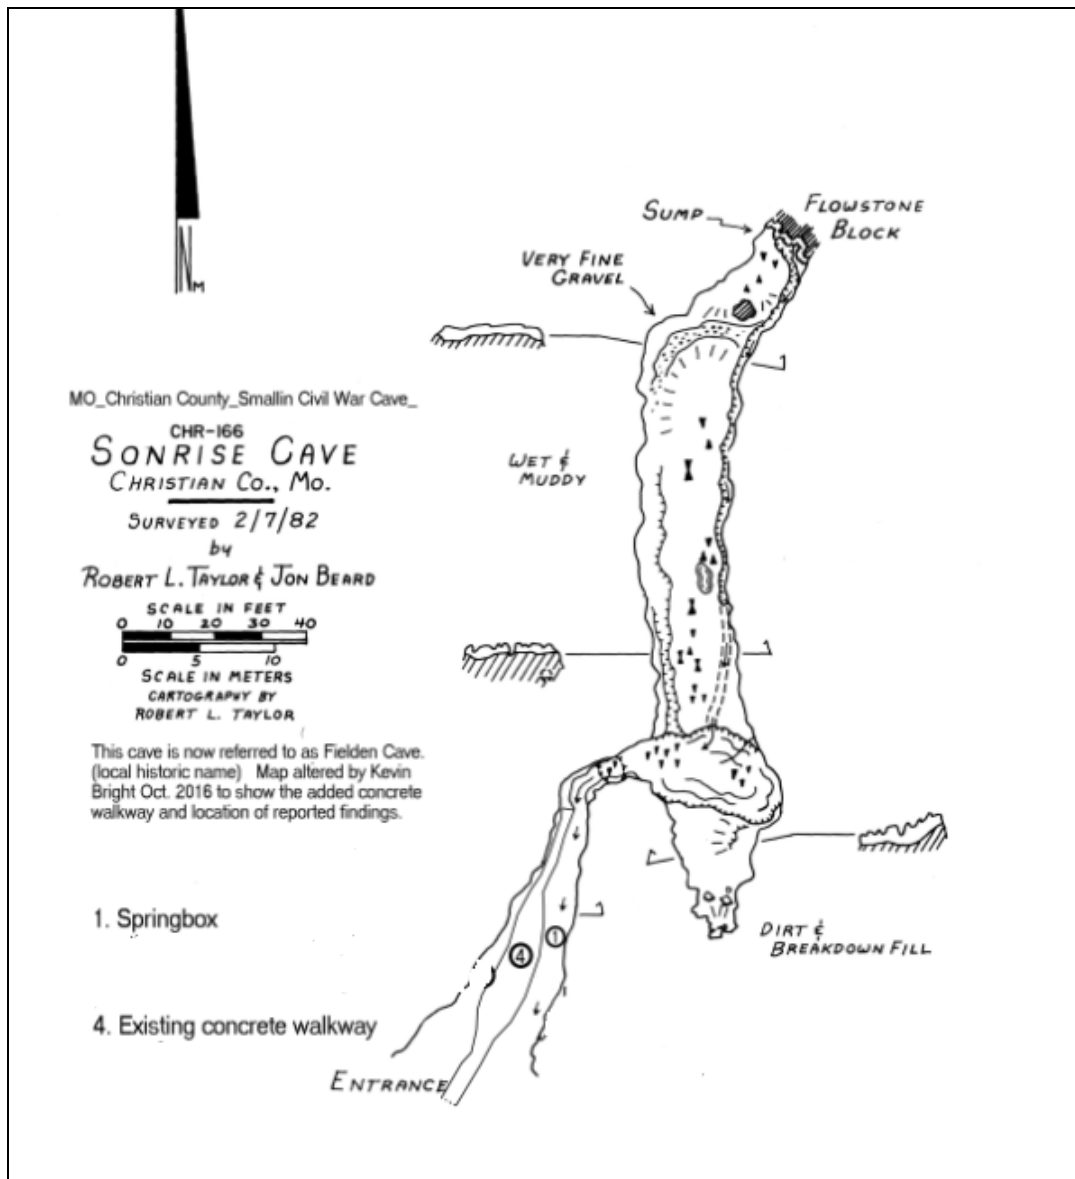 N M
SUMP
FLOWSTONE
BLOCK
VERY FINE
GRAVEL
MO_Christian County_Smallin Civil War Cave_
CHR-166
SONRISE CAVE
CHRISTIAN CO., MO.
SURVEYED 2/7/82
by
ROBERT L. TAYLOR & JON BEARD
SCALE IN FEET
0 10 20 30 40
0 5 10
SCALE IN METERS
CARTOGRAPHY BY
ROBERT L. TAYLOR
WET &
MUDDY
This cave is now referred to as Fielden Cave.
(local historic name) Map altered by Kevin
Bright Oct. 2016 to show the added concrete
walkway and location of reported findings.
1. Springbox
4. Existing concrete walkway
4
1
DIRT &
BREAKDOWN FILL
ENTRANCE